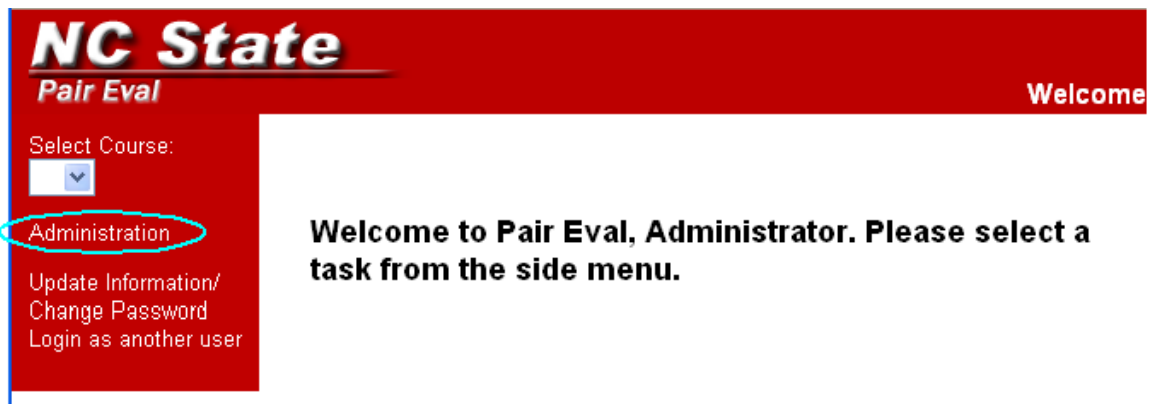 NC State
Pair Eval
Welcome
Select Course:
Administration
Welcome to Pair Eval, Administrator. Please select a
task from the side menu.
Update Information/
Change Password
Login as another user